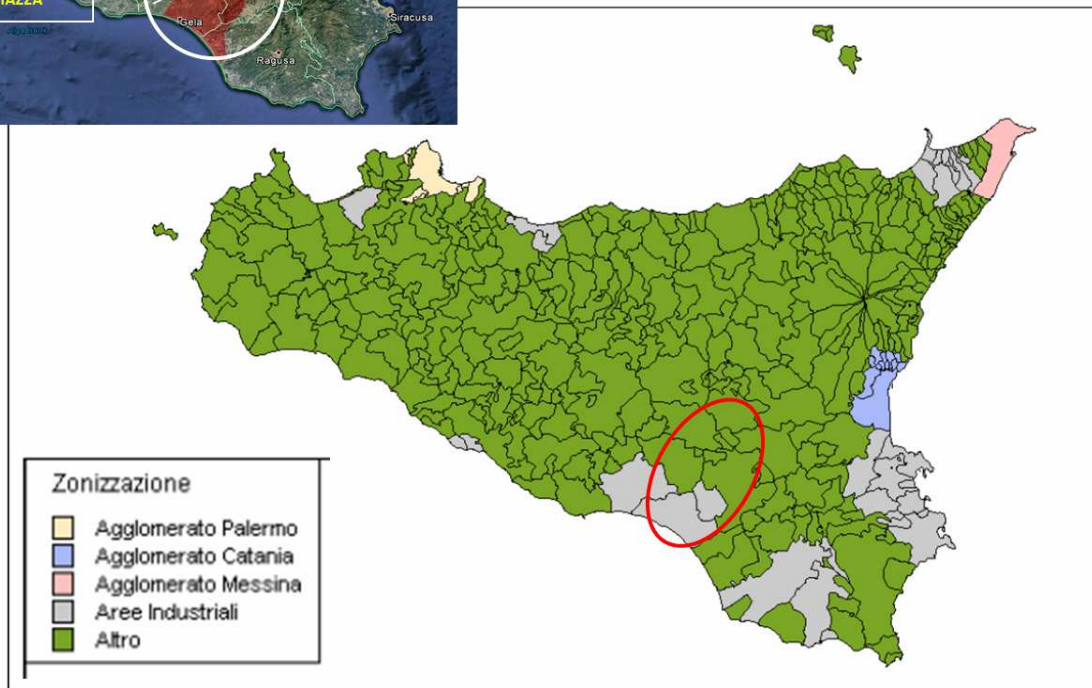 Gela
Siracusa
Ragusa
Zonizzazione
Agglomerato Palermo
Agglomerato Catania
Agglomerato Messina
Aree Industriali
Altro